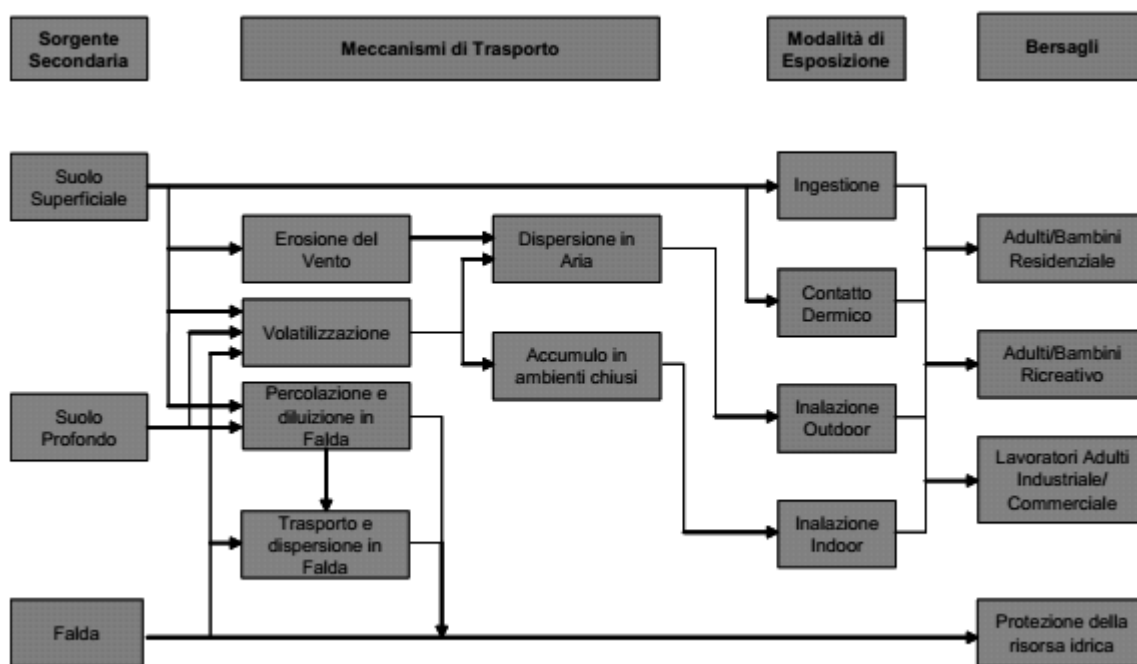 Sorgente
Secondaria
Meccanismi di Trasporto
Modalità di
Esposizione
Bersagli
Suolo
Superficiale
Ingestione
Erosione del
Vento
Dispersione in
Aria
Adulti/Bambini
Residenziale
Volatilizzazione
Contatto
Dermico
Accumulo in
ambienti chiusi
Adulti/Bambini
Ricreativo
Suolo
Profondo
Percolazione e
diluizione in
Falda
Inalazione
Outdoor
Lavoratori Adulti
Industriale/
Commerciale
Trasporto e
dispersione in
Falda
Inalazione
Indoor
Falda
Protezione della
risorsa idrica